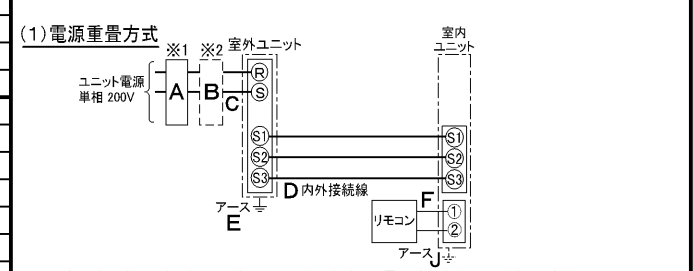 (1)電源重畳方式
※1 ※2 室外ユニット
室内
ユニット
ユニット電源
単相 200V
A
B
C
R
S
S1
S2
S3
S1
S2
S3
D 内外接続線
アース
E
F
リモコン
1
2
アース J